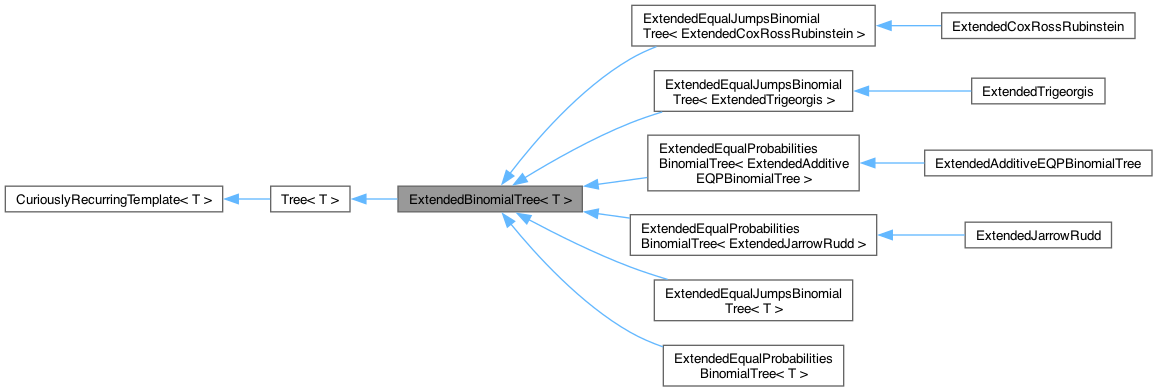 CuriouslyRecurringTemplate< T >
Tree< T >
ExtendedBinomialTree< T >
ExtendedEqualJumpsBinomial
Tree< ExtendedCoxRossRubinstein >
ExtendedCoxRossRubinstein
ExtendedEqualJumpsBinomial
Tree< ExtendedTrigeorgis >
ExtendedTrigeorgis
ExtendedEqualProbabilities
BinomialTree< ExtendedAdditive
EQPBinomialTree >
ExtendedAdditiveEQPBinomialTree
ExtendedEqualProbabilities
BinomialTree< ExtendedJarrowRudd >
ExtendedJarrowRudd
ExtendedEqualJumpsBinomial
Tree< T >
ExtendedEqualProbabilities
BinomialTree< T >